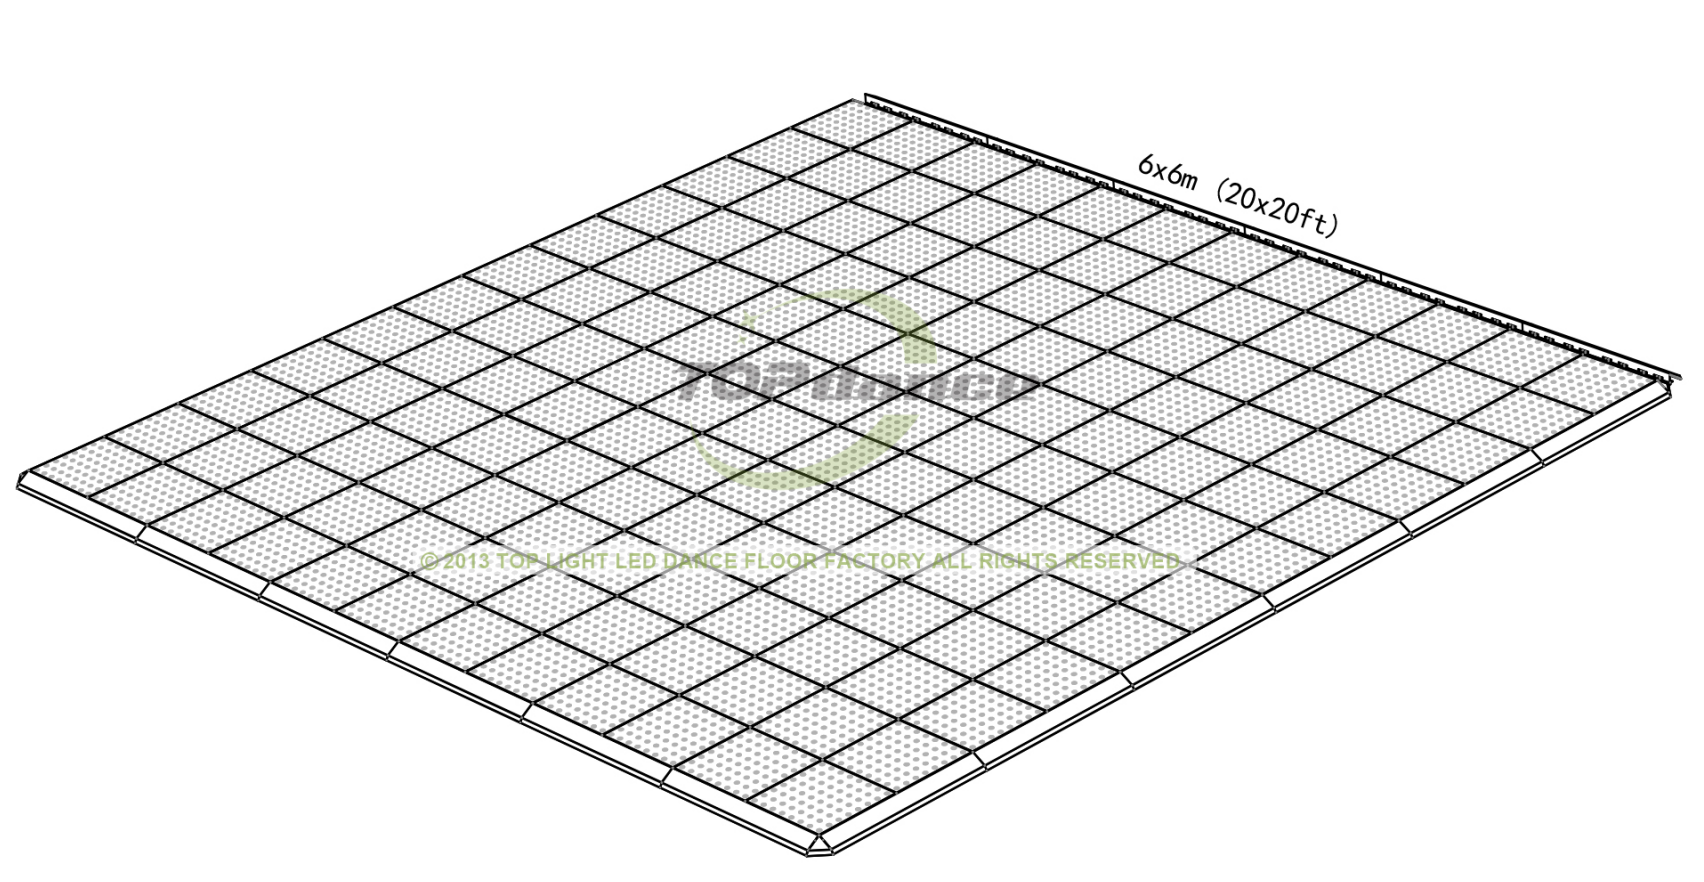 6x6m (20x20ft)
TOPdance
© 2013 TOP LIGHT LED DANCE FLOOR FACTORY ALL RIGHTS RESERVED